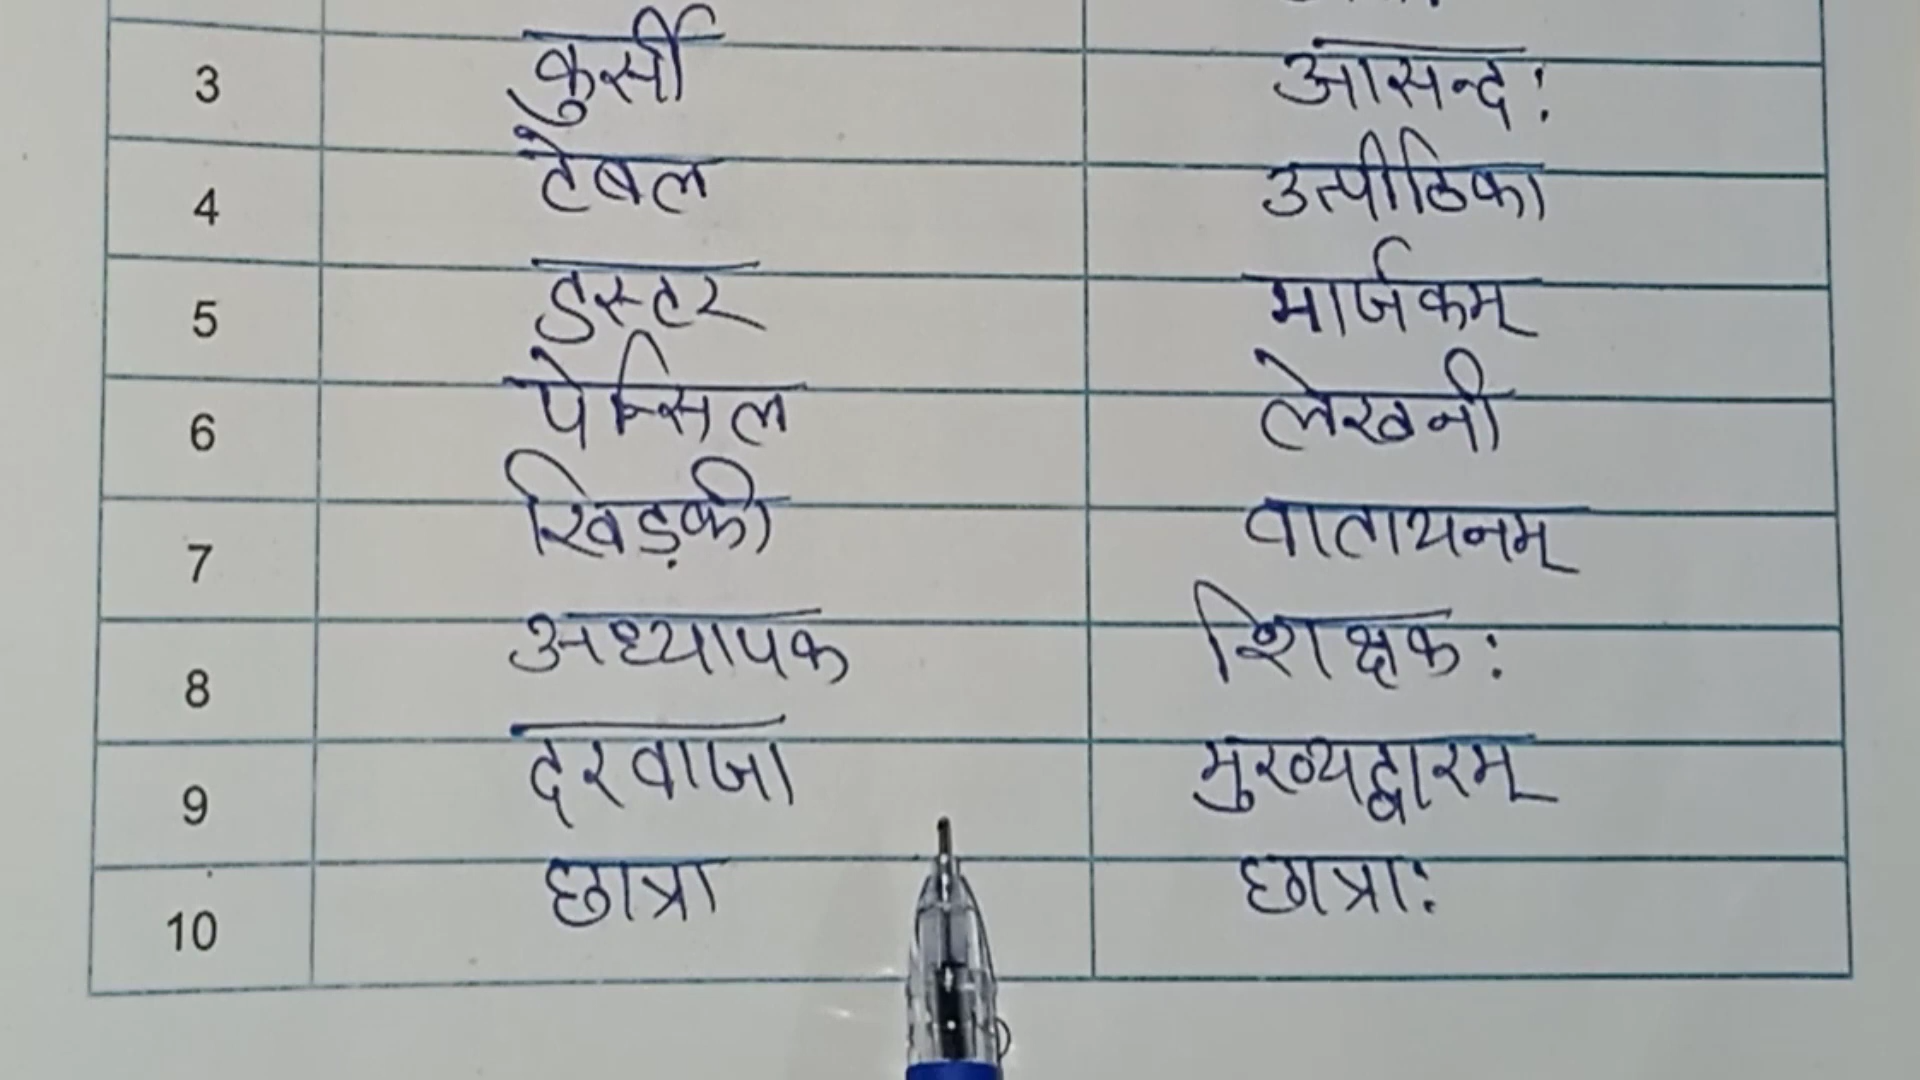 3 कुर्सी आसन्दः
4 टेबल उत्पीठिका
5 डस्टर मार्जकम्
6 पेन्सिल लेखनी
7 खिड़की वातायनम्
8 अध्यापक शिक्षकः
9 दरवाजा मुख्यद्वारम्
10 छात्रा छात्राः